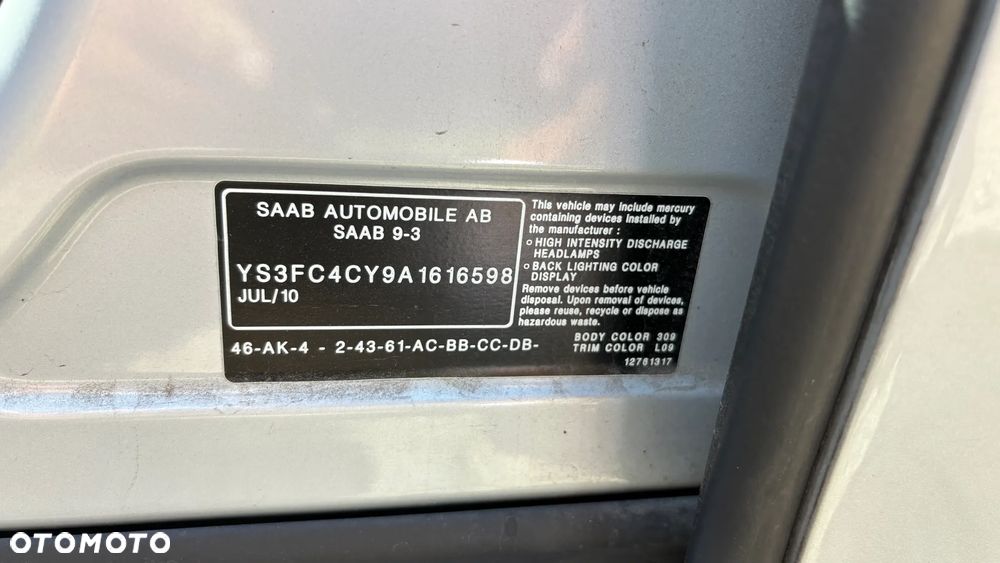 SAAB AUTOMOBILE AB
SAAB 9-3
YS3FC4CY9A1616598
JUL/10
46-AK-4 - 2-43-61-AC-BB-CC-DB-
This vehicle may include mercury
containing devices installed by
the manufacturer :
o HIGH INTENSITY DISCHARGE
HEADLAMPS
o BACK LIGHTING COLOR
DISPLAY
Remove devices before vehicle
disposal. Upon removal of devices,
please reuse, recycle or dispose as
hazardous waste.
BODY COLOR 309
TRIM COLOR L09
12781317
OTOMOTO